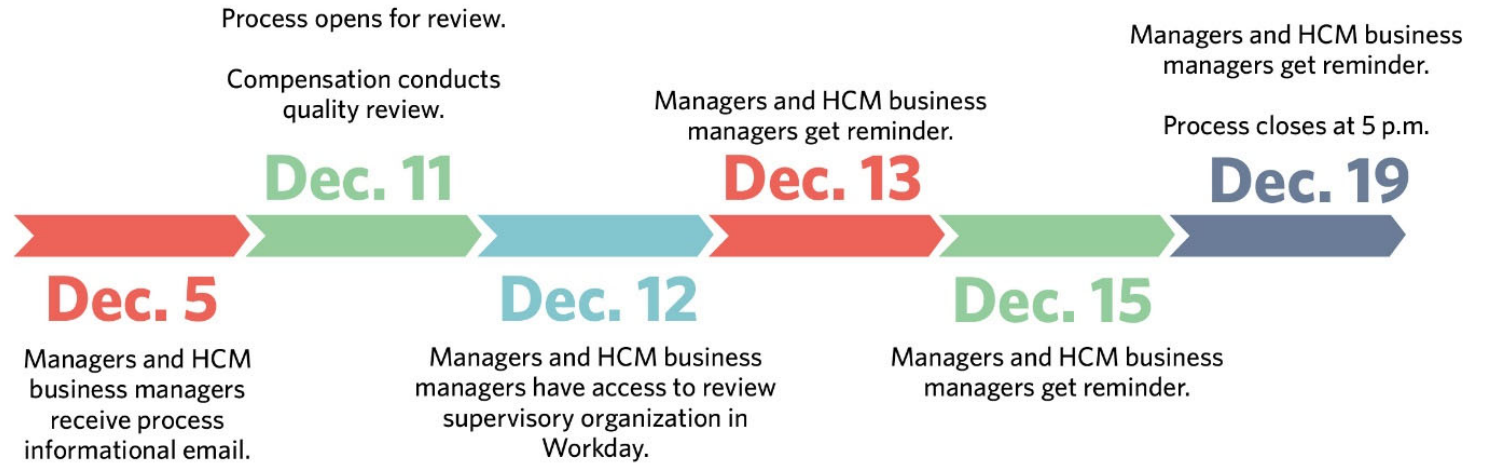 Process opens for review.
Compensation conducts
quality review.
Dec. 11
Managers and HCM business
managers get reminder.
Dec. 13
Managers and HCM business
managers get reminder.
Process closes at 5 p.m.
Dec. 19
Dec. 5
Managers and HCM
business managers
receive process
informational email.
Dec. 12
Managers and HCM business
managers have access to review
supervisory organization in
Workday.
Dec. 15
Managers and HCM business
managers get reminder.